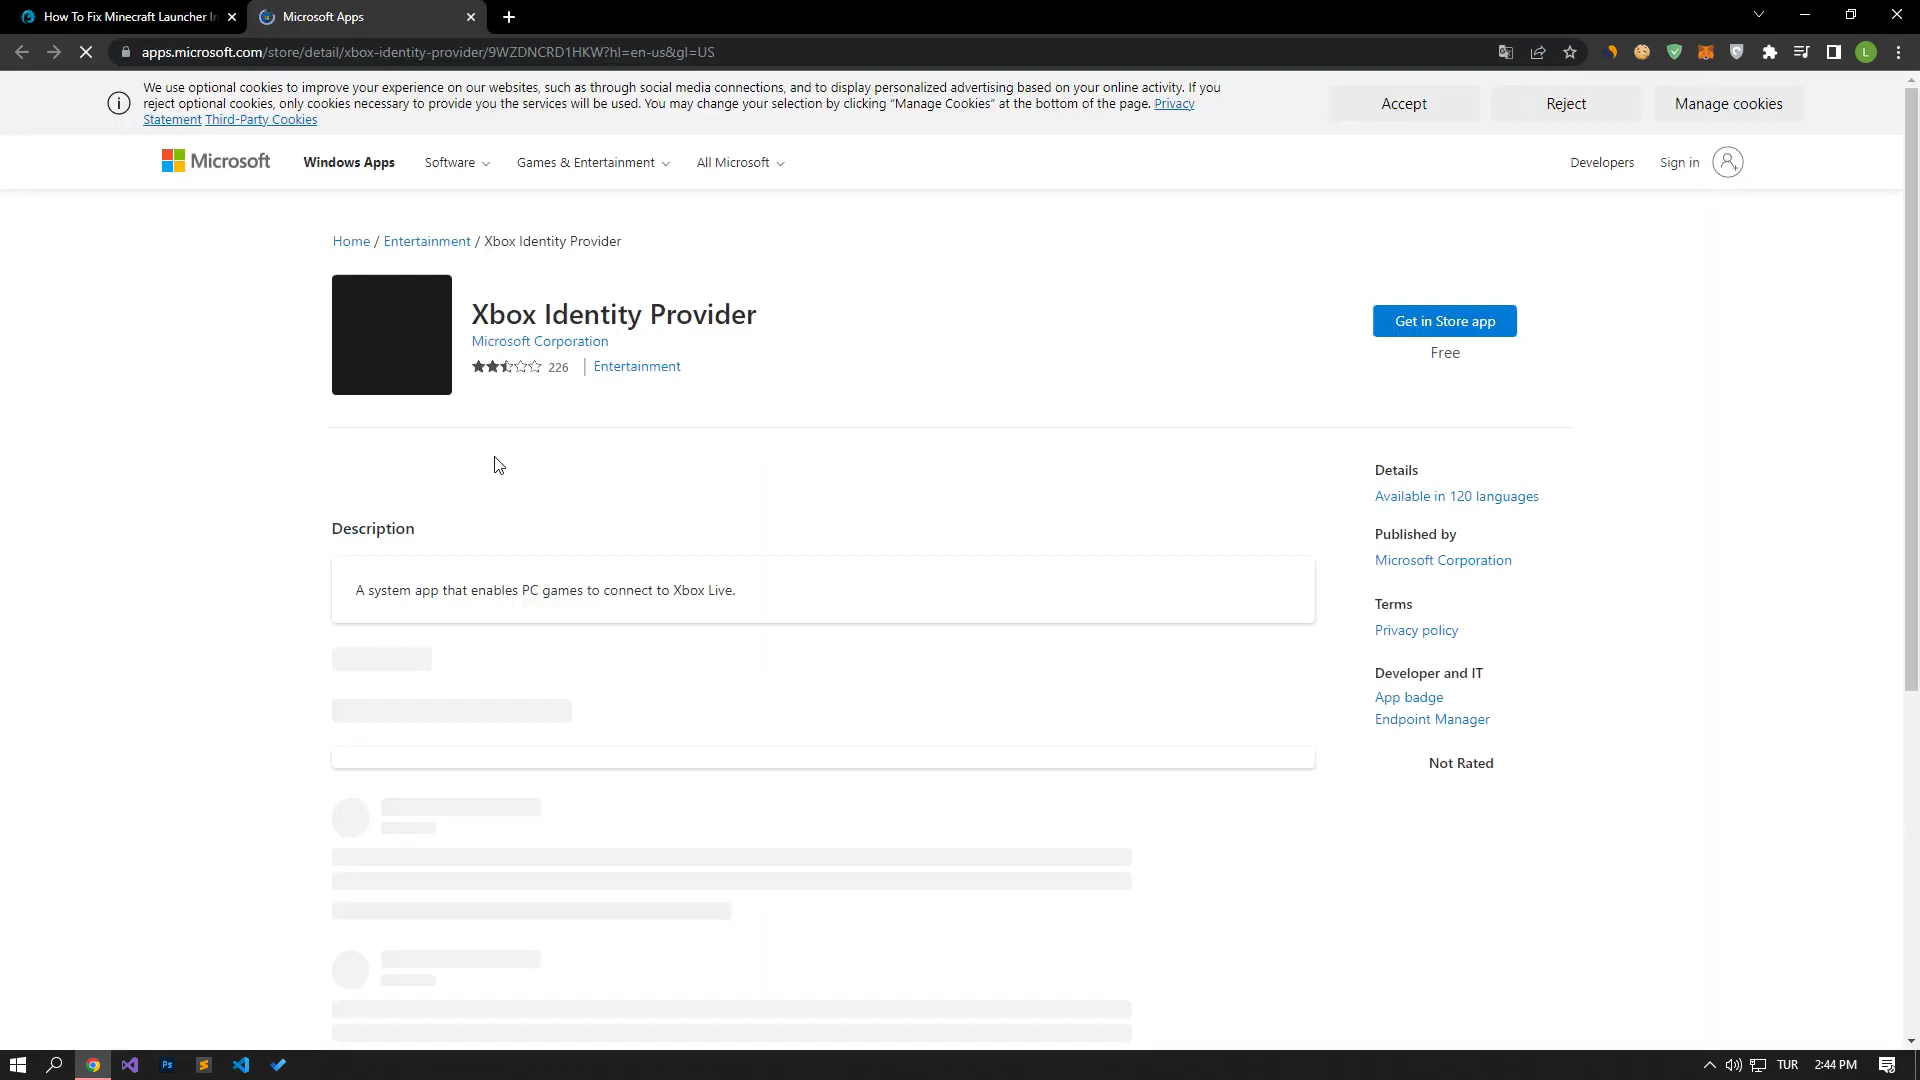 How To Fix Minecraft Launcher In
Microsoft Apps
apps.microsoft.com/store/detail/xbox-identity-provider/9WZDNCRD1HKW?hl=en-us&gl=US
L
We use optional cookies to improve your experience on our websites, such as through social media connections, and to display personalized advertising based on your online activity. If you
reject optional cookies, only cookies necessary to provide you the services will be used. You may change your selection by clicking “Manage Cookies” at the bottom of the page. Privacy
Statement Third-Party Cookies
Accept
Reject
Manage cookies
Microsoft
Windows Apps
Software
Games & Entertainment
All Microsoft
Developers
Sign in
Home / Entertainment / Xbox Identity Provider
Xbox Identity Provider
Microsoft Corporation
226
Entertainment
Get in Store app
Free
Description
A system app that enables PC games to connect to Xbox Live.
Details
Available in 120 languages
Published by
Microsoft Corporation
Terms
Privacy policy
Developer and IT
App badge
Endpoint Manager
Not Rated
Ps
TUR
2:44 PM